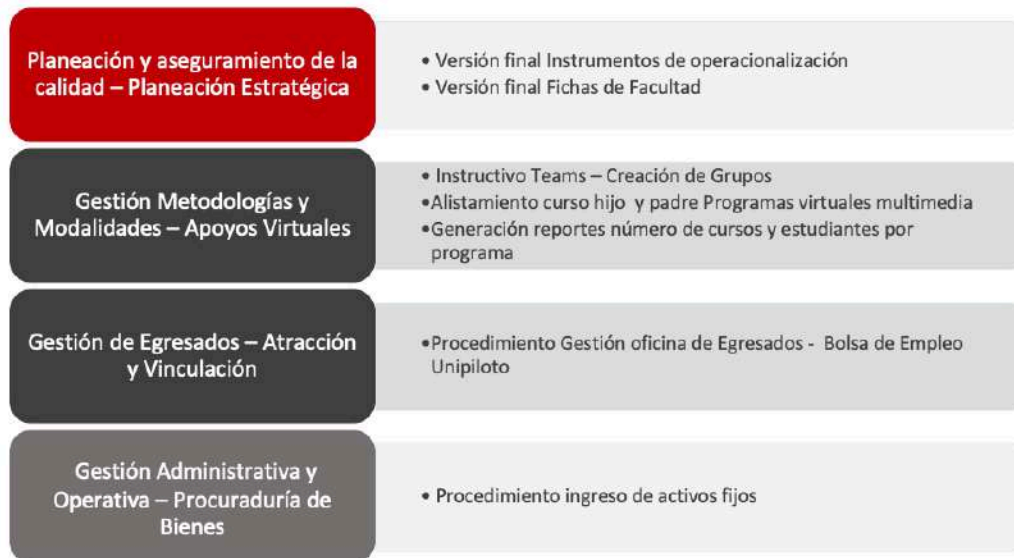 Planeación y aseguramiento de la
calidad – Planeación Estratégica
• Versión final Instrumentos de operacionalización
• Versión final Fichas de Facultad
Gestión Metodologías y
Modalidades – Apoyos Virtuales
• Instructivo Teams – Creación de Grupos
•Alistamiento curso hijo y padre Programas virtuales multimedia
•Generación reportes número de cursos y estudiantes por
programa
Gestión de Egresados – Atracción
y Vinculación
•Procedimiento Gestión oficina de Egresados - Bolsa de Empleo
Unipiloto
Gestión Administrativa y
Operativa – Procuraduría de
Bienes
• Procedimiento ingreso de activos fijos